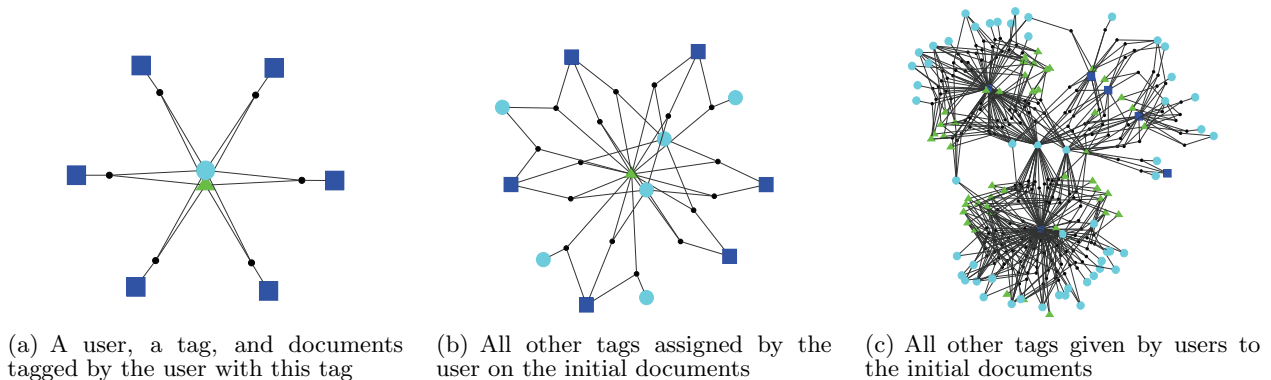 (a) A user, a tag, and documents
tagged by the user with this tag
(b) All other tags assigned by the
user on the initial documents
(c) All other tags given by users to
the initial documents